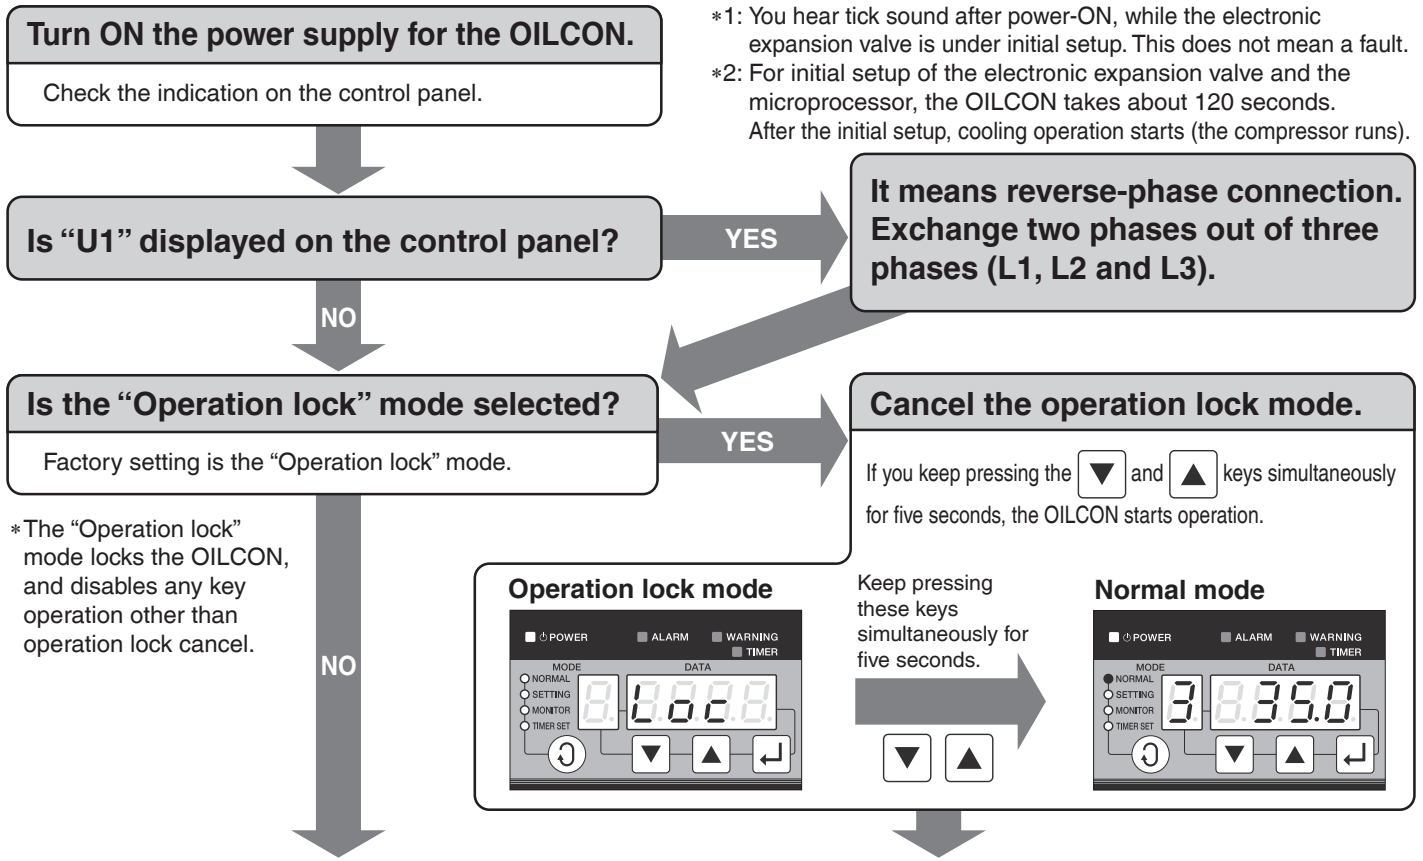 Turn ON the power supply for the OILCON.
Check the indication on the control panel.
*1: You hear tick sound after power-ON, while the electronic
expansion valve is under initial setup. This does not mean a fault.
*2: For initial setup of the electronic expansion valve and the
microprocessor, the OILCON takes about 120 seconds.
After the initial setup, cooling operation starts (the compressor runs).
Is “U1” displayed on the control panel?
YES
It means reverse-phase connection.
Exchange two phases out of three
phases (L1, L2 and L3).
NO
Is the “Operation lock” mode selected?
Factory setting is the “Operation lock” mode.
YES
Cancel the operation lock mode.
If you keep pressing the ▼ and ▲ keys simultaneously
for five seconds, the OILCON starts operation.
*The “Operation lock”
mode locks the OILCON,
and disables any key
operation other than
operation lock cancel.
NO
Operation lock mode
POWER ALARM WARNING
TIMER
MODE DATA
NORMAL
SETTING
MONITOR
TIMER SET
Loc
Keep pressing
these keys
simultaneously for
five seconds.
▼ ▲
Normal mode
POWER ALARM WARNING
TIMER
MODE DATA
NORMAL
SETTING
MONITOR
TIMER SET
3 35.0